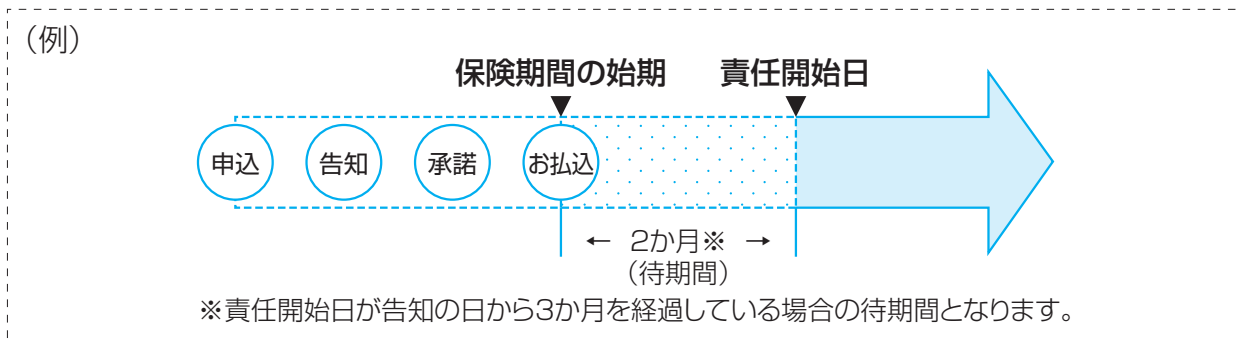 （例）
保険期間の始期 責任開始日
申込 告知 承諾 お払込
← 2か月※ →
（待期間）
※責任開始日が告知の日から3か月を経過している場合の待期間となります。